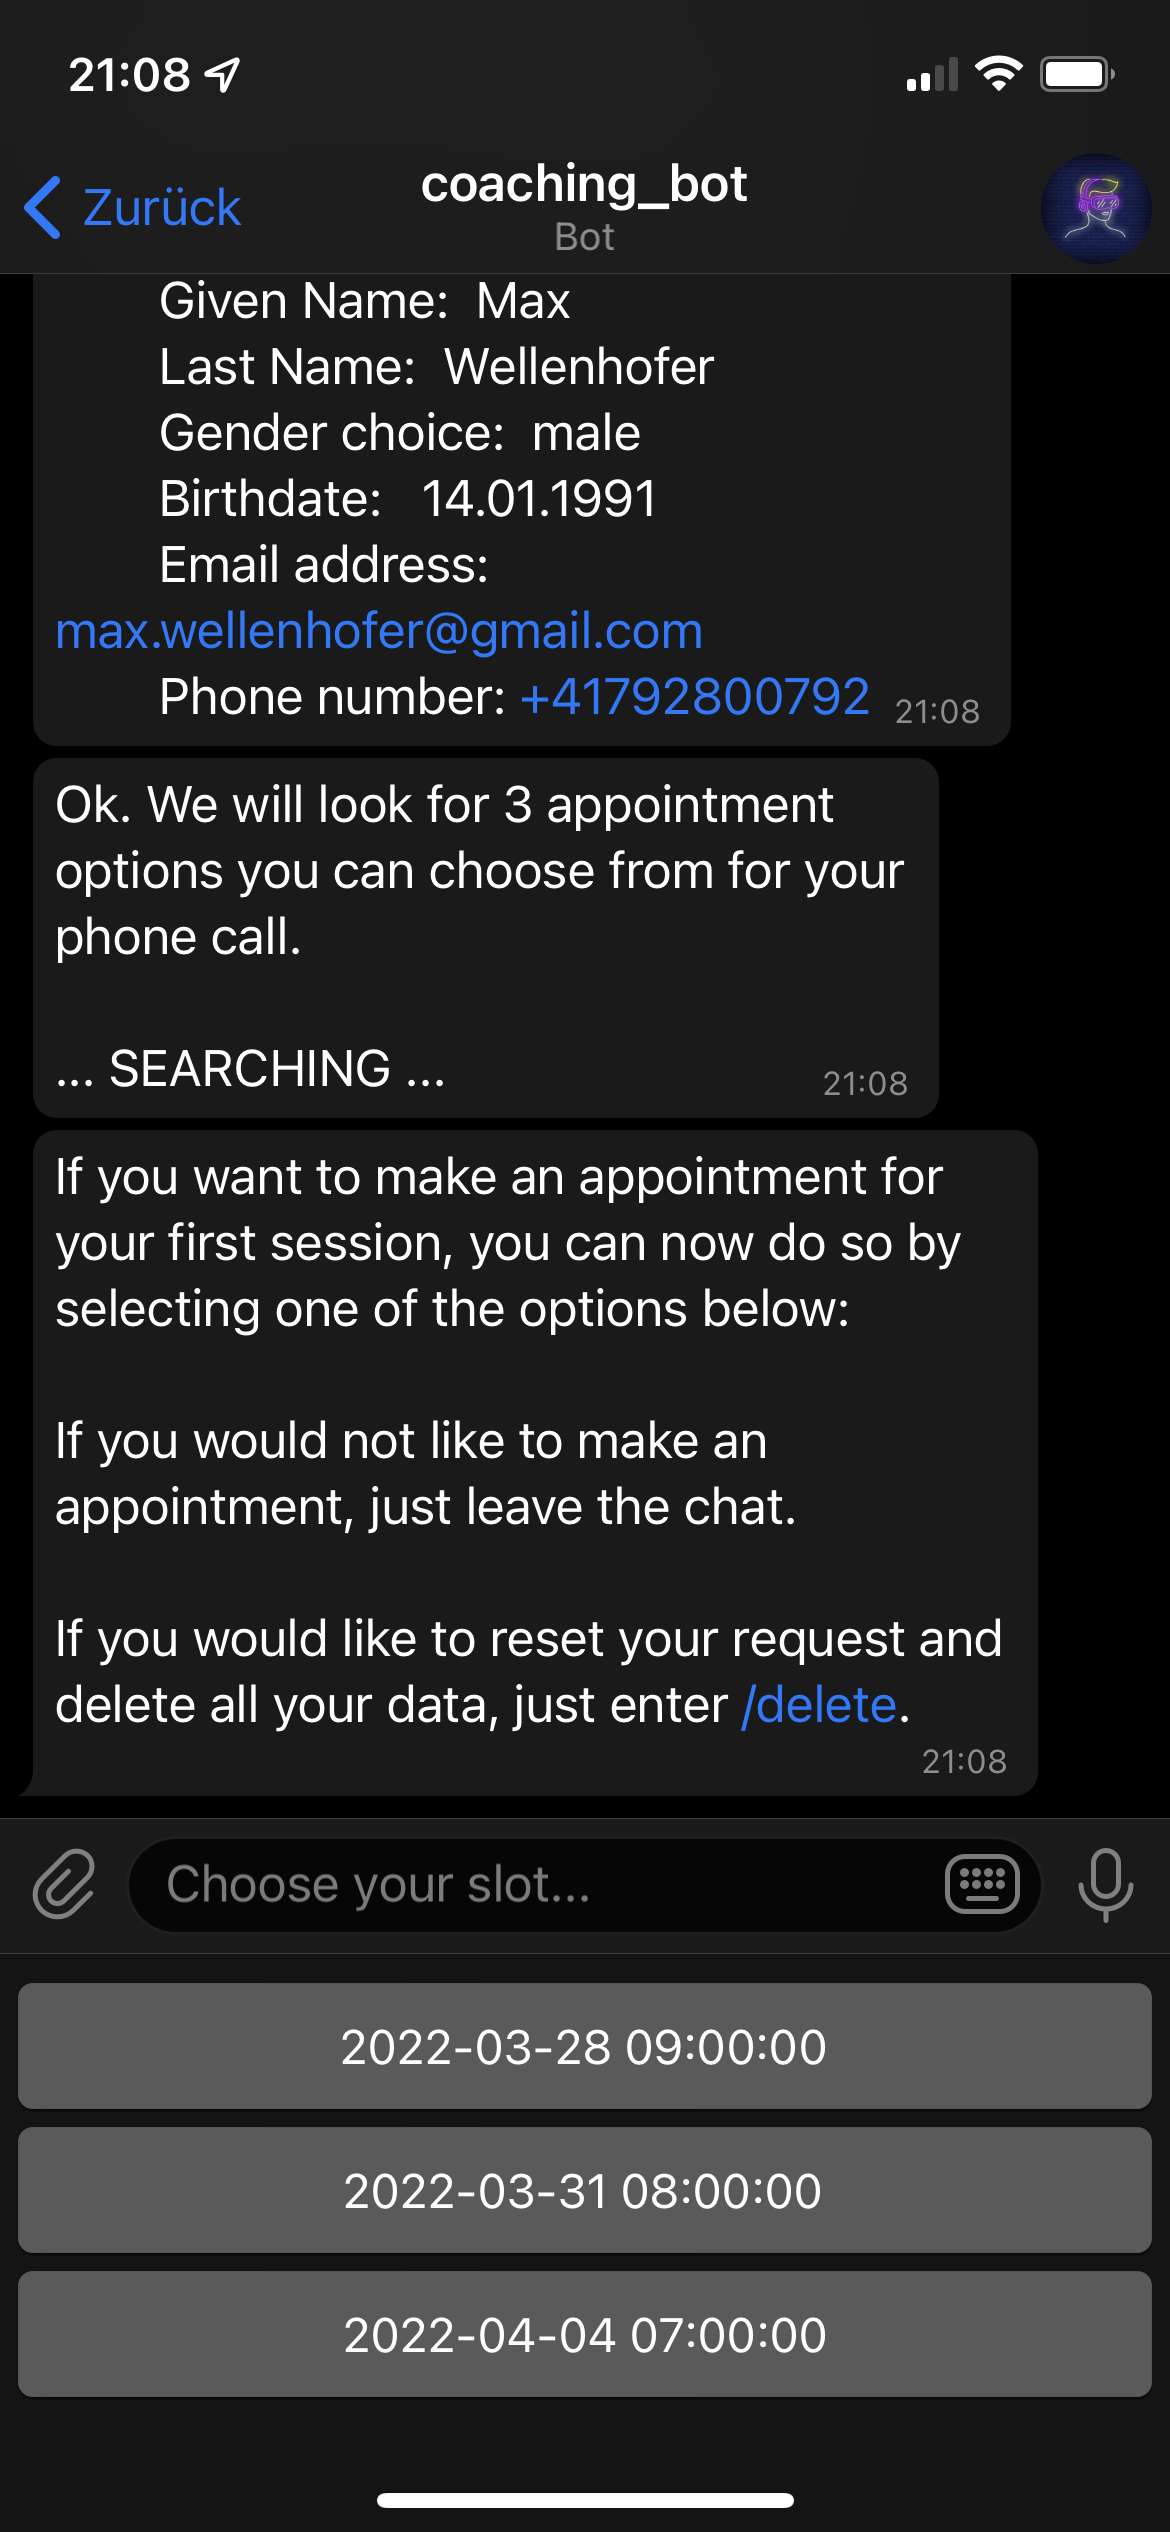 21:08
Zurück
coaching_bot
Bot
Given Name:  Max
Last Name:  Wellenhofer
Gender choice:  male
Birthdate:   14.01.1991
Email address:
max.wellenhofer@gmail.com
Phone number: +41792800792 21:08
Ok. We will look for 3 appointment
options you can choose from for your
phone call.
... SEARCHING ...
21:08
If you want to make an appointment for
your first session, you can now do so by
selecting one of the options below:
If you would not like to make an
appointment, just leave the chat.
If you would like to reset your request and
delete all your data, just enter /delete.
21:08
Choose your slot...
2022-03-28 09:00:00
2022-03-31 08:00:00
2022-04-04 07:00:00